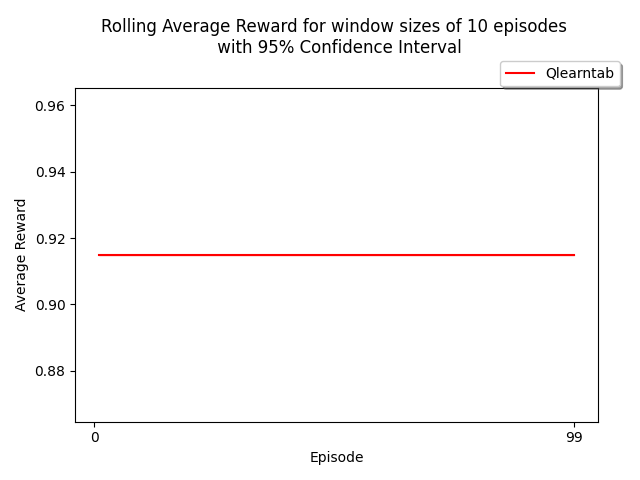 Rolling Average Reward for window sizes of 10 episodes
with 95% Confidence Interval
Qlearntab
0.96
0.94
0.92
0.90
0.88
Average Reward
0 99
Episode